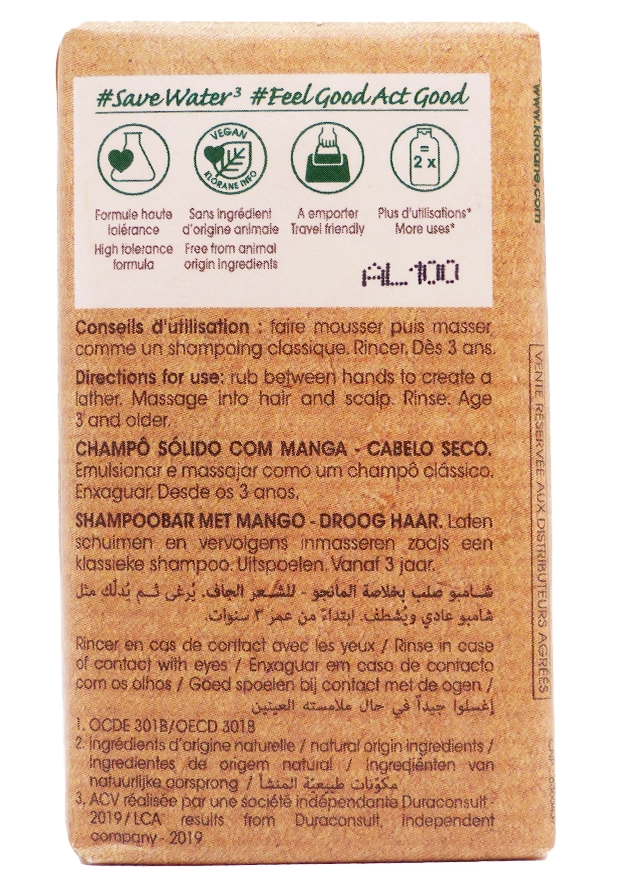 #Save Water³ #Feel Good Act Good
VEGAN
KLORANE INFO
=
2 x
Formule haute
tolérance
High tolerance
formula
Sans ingrédient
d'origine animale
Free from animal
origin ingredients
A emporter
Travel friendly
Plus d'utilisations*
More uses*
AL100
Conseils d'utilisation : faire mousser puis masser
comme un shampoing classique. Rincer. Dès 3 ans.
Directions for use: rub between hands to create a
lather. Massage into hair and scalp. Rinse. Age
3 and older.
CHAMPÔ SÓLIDO COM MANGA - CABELO SECO.
Emulsionar e massajar como um champô clássico.
Enxaguar. Desde os 3 anos.
SHAMPOOBAR MET MANGO - DROOG HAAR. Laten
schuimen en vervolgens inmasseren zoals een
klassieke shampoo. Uitspoelen. Vanaf 3 jaar.
شامبو صلب بخلاصة المانجو - للشعر الجاف. يُرغى ثم يُدلّك مثل
شامبو عادي ويُشطف. ابتداءً من عمر ٣ سنوات.
Rincer en cas de contact avec les yeux / Rinse in case
of contact with eyes / Enxaguar em caso de contacto
com os olhos / Goed spoelen bij contact met de ogen /
إغسلوا جيداً في حال ملامسته العينين
1. OCDE 301B/OECD 301B
2. Ingrédients d'origine naturelle / natural origin ingredients /
Ingredientes de origem natural / Ingrediënten van
natuurlijke oorsprong / مكوّنات طبيعيّة المنشأ
3. ACV réalisée par une société indépendante Duraconsult -
2019 / LCA results from Duraconsult, independent
company - 2019
www.klorane.com
VENTE RÉSERVÉE AUX DISTRIBUTEURS AGRÉÉS